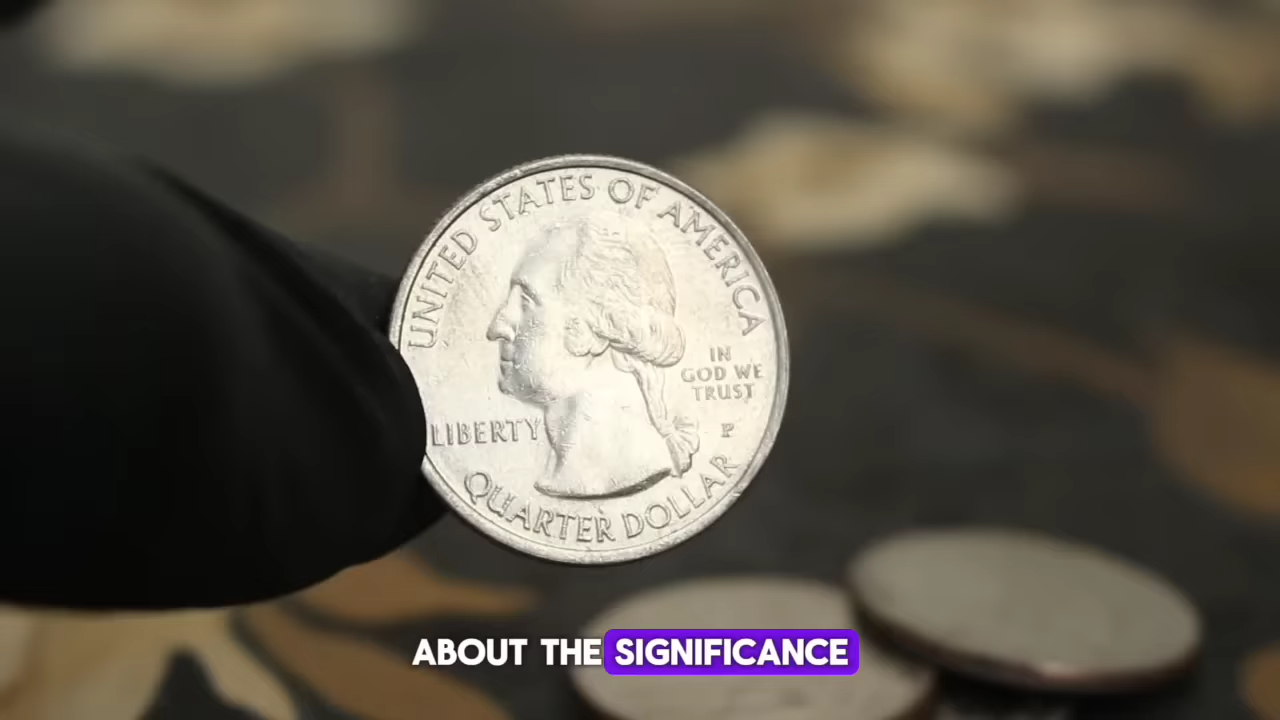 UNITED STATES OF AMERICA
IN
GOD WE
TRUST
LIBERTY
P
QUARTER DOLLAR
ABOUT THE SIGNIFICANCE